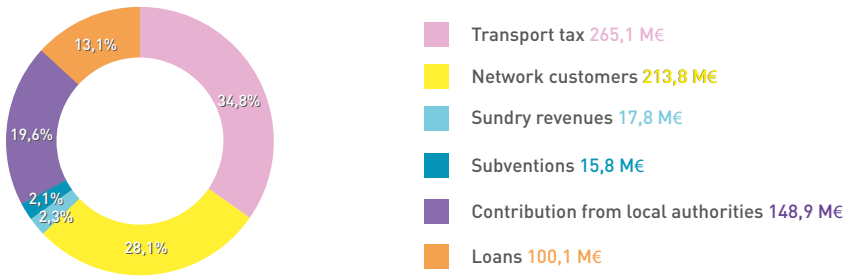 13,1%
34,8%
19,6%
2,1%
2,3%
28,1%
Transport tax 265,1 M€
Network customers 213,8 M€
Sundry revenues 17,8 M€
Subventions 15,8 M€
Contribution from local authorities 148,9 M€
Loans 100,1 M€